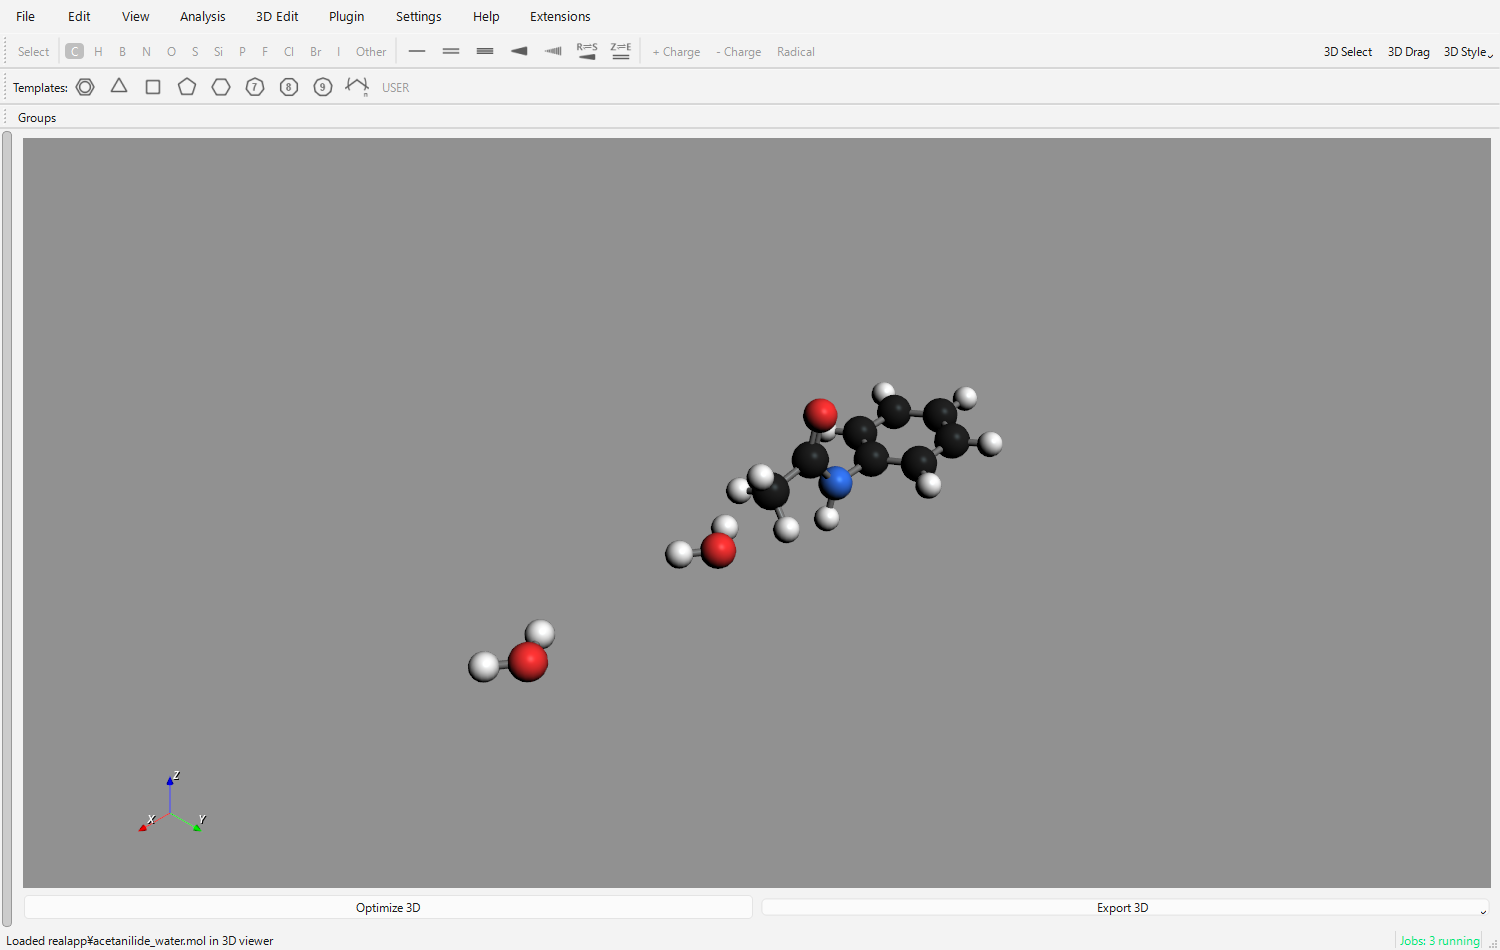 File Edit View Analysis 3D Edit Plugin Settings Help Extensions
Select C H B N O S Si P F Cl Br I Other R⇌S Z⇌E + Charge - Charge Radical 3D Select 3D Drag 3D Style
Templates: 7 8 9 n USER
Groups
Z
X Y
Optimize 3D Export 3D
Loaded realapp¥acetanilide_water.mol in 3D viewer Jobs: 3 running